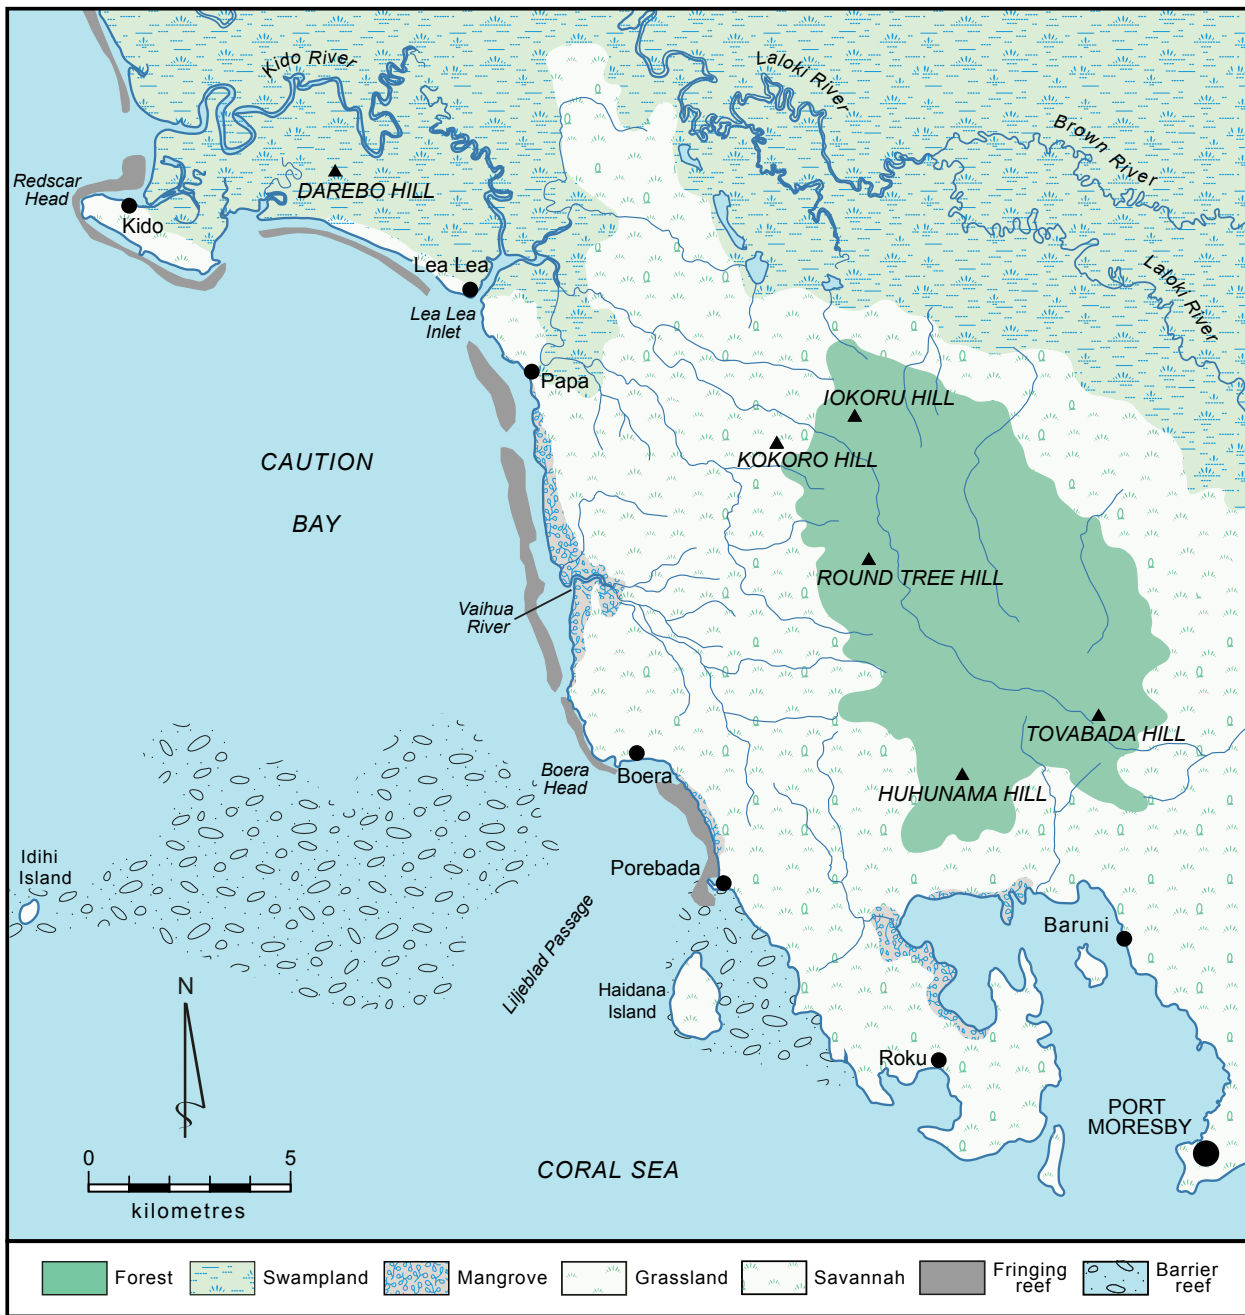 Kido River
Laloki
River
Brown River
Redscar
Head
DAREBO HILL
Kido
Lea Lea
Lea Lea
Inlet
Laloki River
Papa
IOKORU HILL
KOKORO HILL
CAUTION
BAY
ROUND TREE HILL
Vaihua
River
TOVABADA HILL
Boera
Head
Boera
HUHUNAMA HILL
Idihi
Island
Porebada
Liljeblad Passage
Baruni
Haidana
Island
N
Roku
PORT
MORESBY
0 5
kilometres
CORAL SEA
Forest
Swampland
Mangrove
Grassland
Savannah
Fringing
reef
Barrier
reef